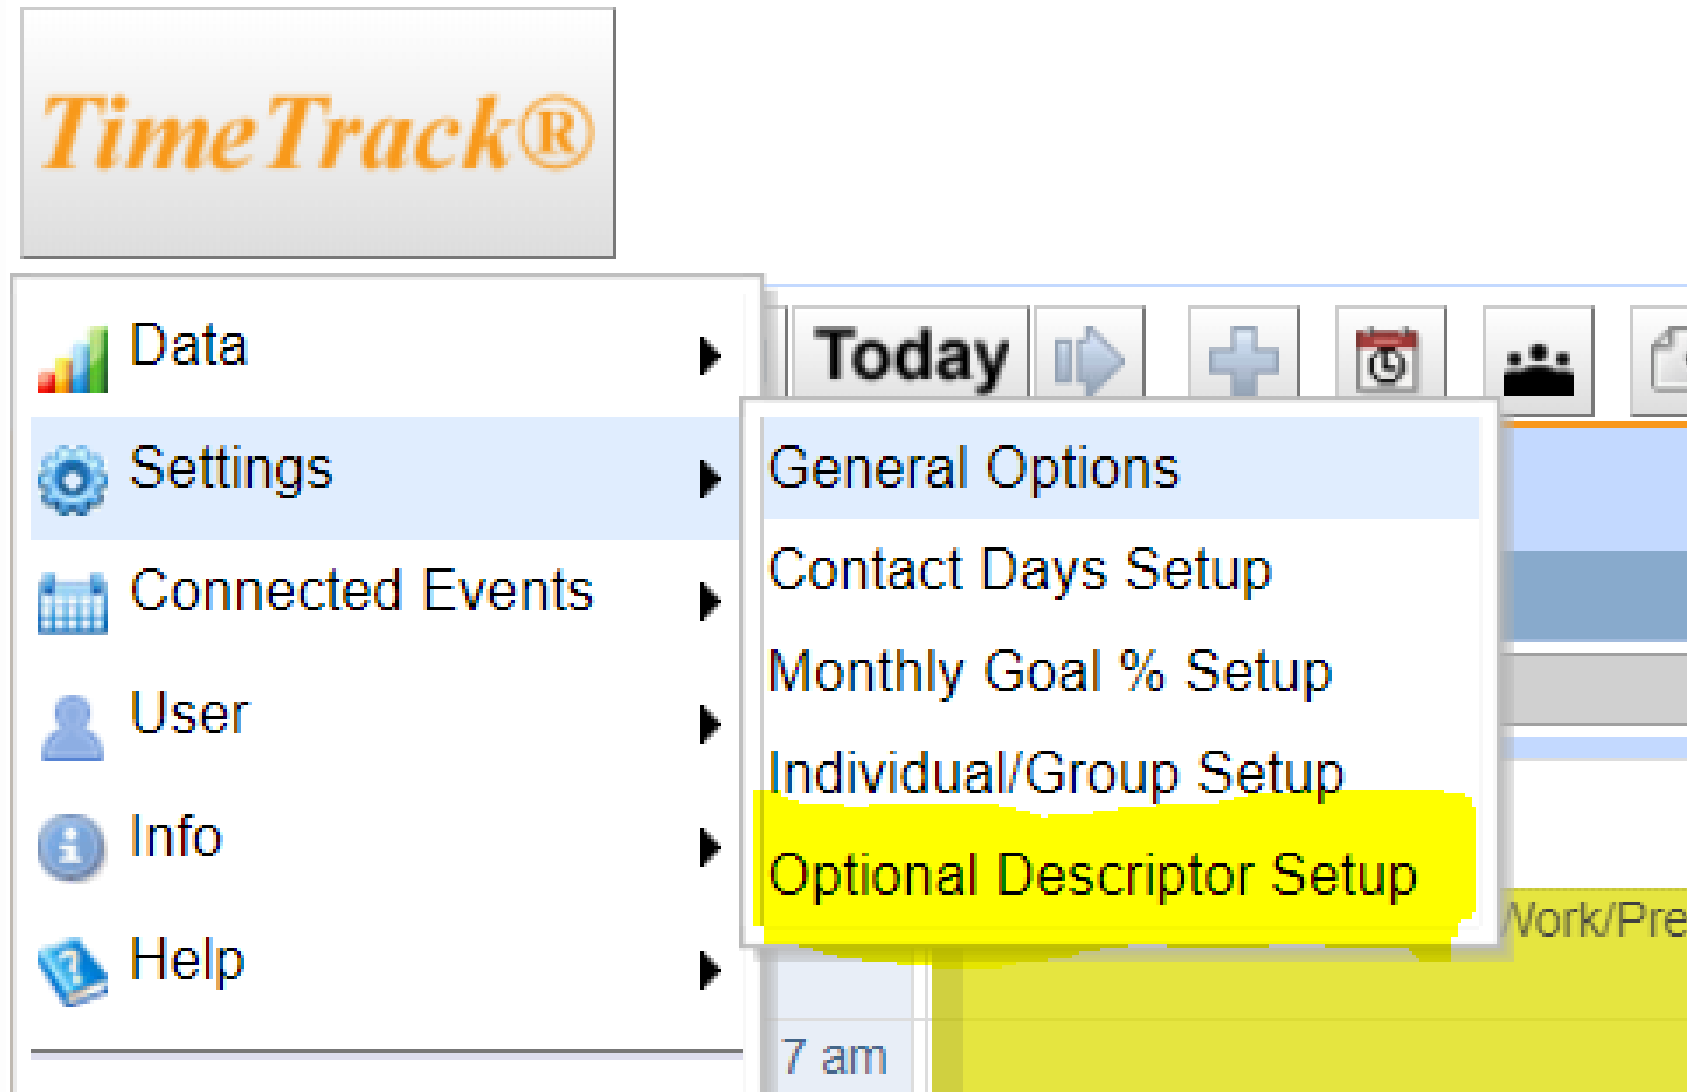 TimeTrack®
Data
Today
Settings
General Options
Contact Days Setup
Connected Events
Monthly Goal % Setup
User
Individual/Group Setup
Info
Optional Descriptor Setup
Help
7 am